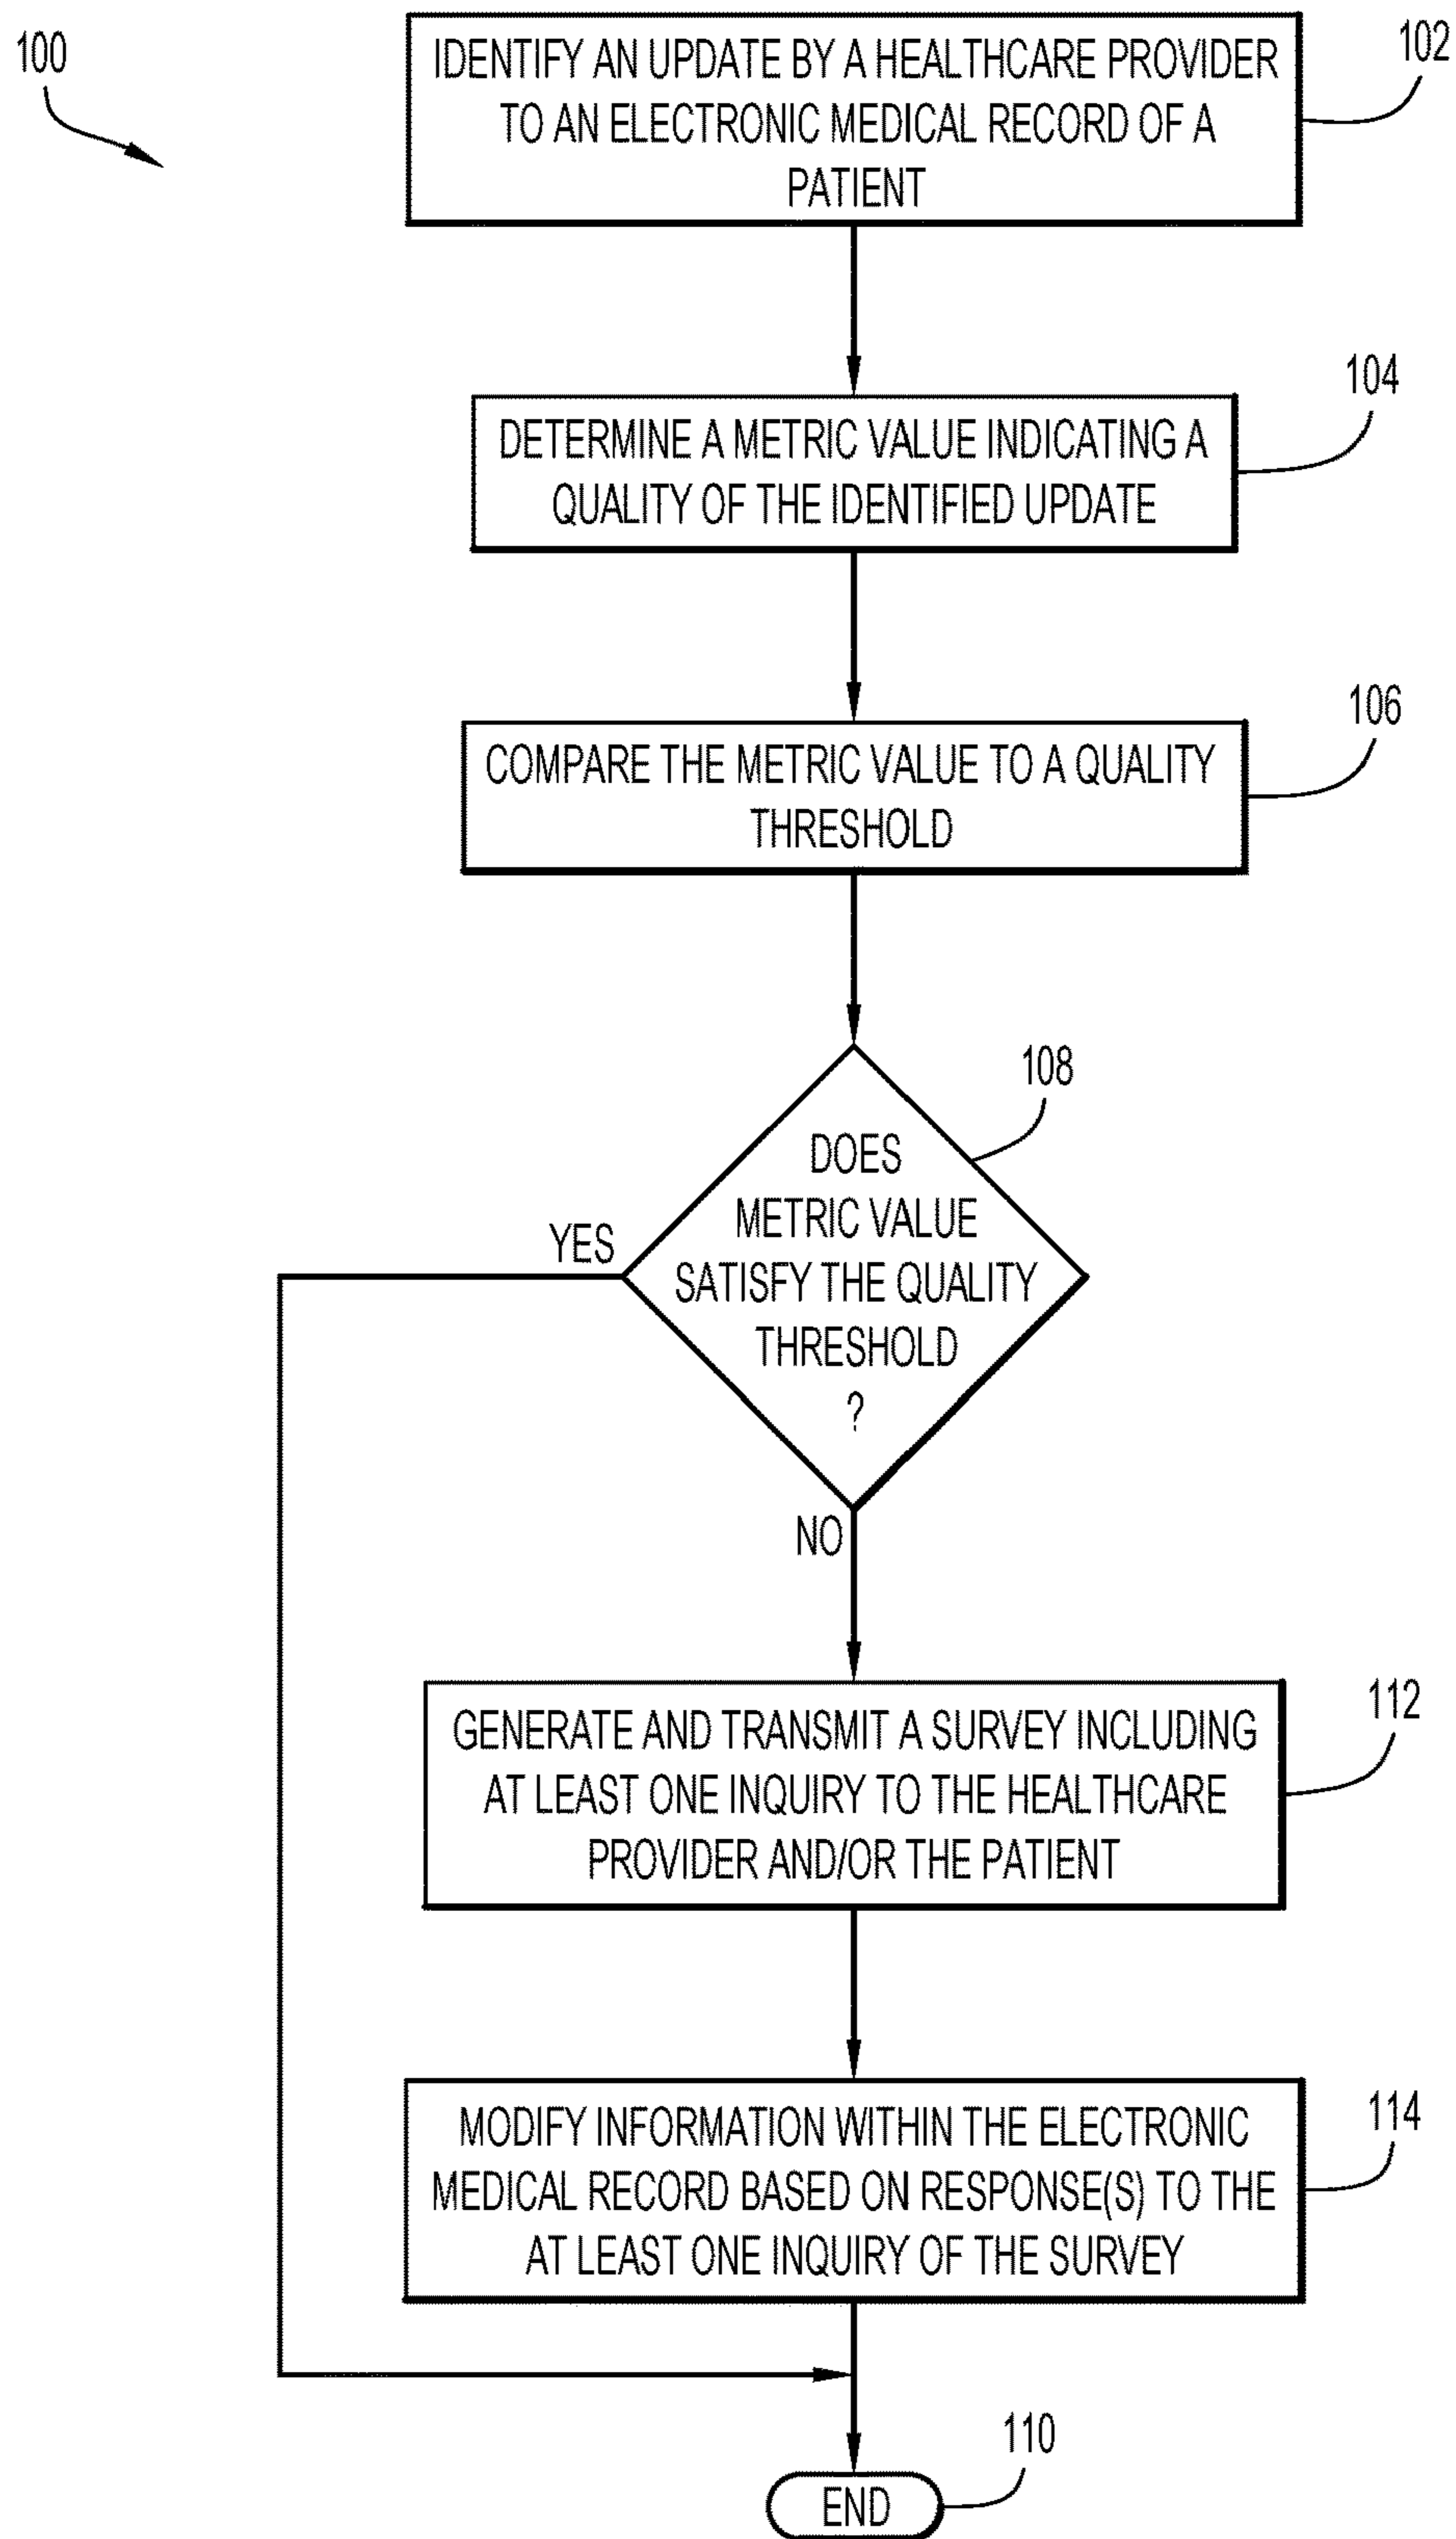 100
IDENTIFY AN UPDATE BY A HEALTHCARE PROVIDER
TO AN ELECTRONIC MEDICAL RECORD OF A
PATIENT
102
DETERMINE A METRIC VALUE INDICATING A
QUALITY OF THE IDENTIFIED UPDATE
104
COMPARE THE METRIC VALUE TO A QUALITY
THRESHOLD
106
DOES
METRIC VALUE
SATISFY THE QUALITY
THRESHOLD
?
108
YES
NO
GENERATE AND TRANSMIT A SURVEY INCLUDING
AT LEAST ONE INQUIRY TO THE HEALTHCARE
PROVIDER AND/OR THE PATIENT
112
MODIFY INFORMATION WITHIN THE ELECTRONIC
MEDICAL RECORD BASED ON RESPONSE(S) TO THE
AT LEAST ONE INQUIRY OF THE SURVEY
114
END
110